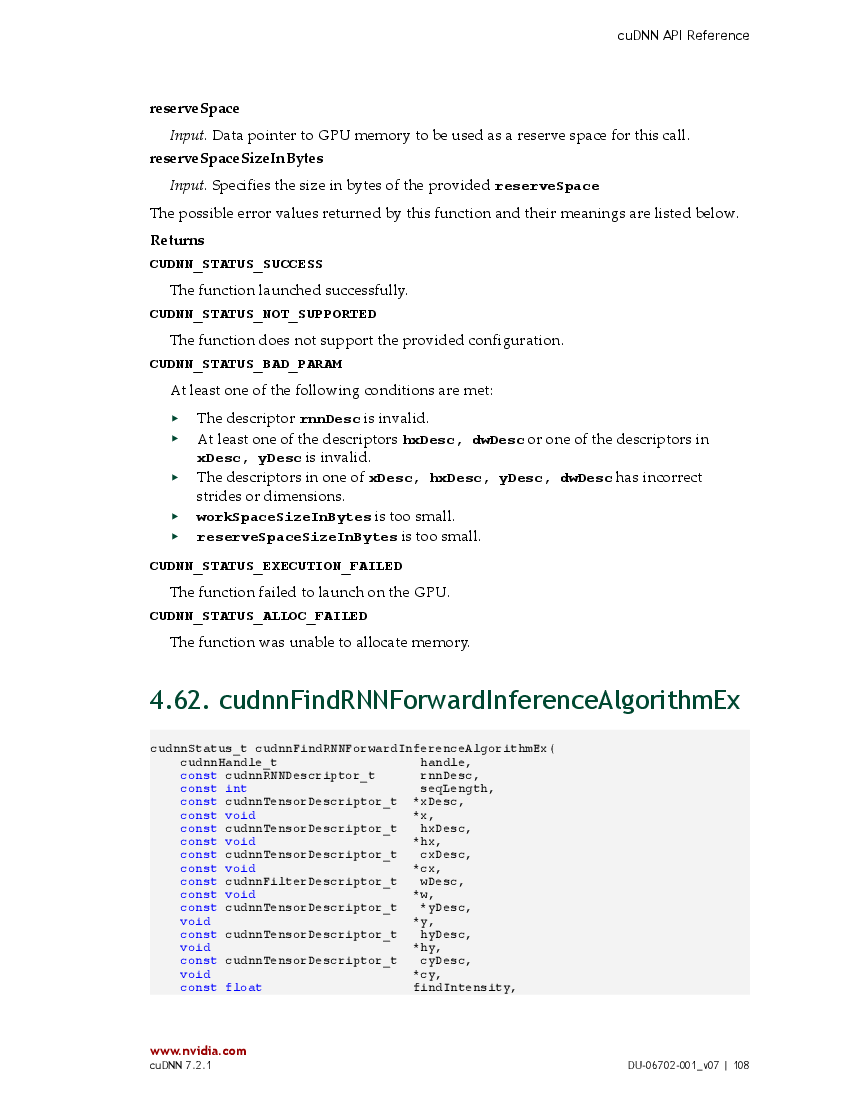 cuDNN API Reference
reserveSpace
Input. Data pointer to GPU memory to be used as a reserve space for this call.
reserveSpaceSizeInBytes
Input. Specifies the size in bytes of the provided reserveSpace
The possible error values returned by this function and their meanings are listed below.
Returns
CUDNN_STATUS_SUCCESS
The function launched successfully.
CUDNN_STATUS_NOT_SUPPORTED
The function does not support the provided configuration.
CUDNN_STATUS_BAD_PARAM
At least one of the following conditions are met:
▶ The descriptor rnnDesc is invalid.
▶ At least one of the descriptors hxDesc, dwDesc or one of the descriptors in
xDesc, yDesc is invalid.
▶ The descriptors in one of xDesc, hxDesc, yDesc, dwDesc has incorrect
strides or dimensions.
▶ workSpaceSizeInBytes is too small.
▶ reserveSpaceSizeInBytes is too small.
CUDNN_STATUS_EXECUTION_FAILED
The function failed to launch on the GPU.
CUDNN_STATUS_ALLOC_FAILED
The function was unable to allocate memory.
4.62. cudnnFindRNNForwardInferenceAlgorithmEx
cudnnStatus_t cudnnFindRNNForwardInferenceAlgorithmEx(
cudnnHandle_t handle,
const cudnnRNNDescriptor_t rnnDesc,
const int seqLength,
const cudnnTensorDescriptor_t *xDesc,
const void *x,
const cudnnTensorDescriptor_t hxDesc,
const void *hx,
const cudnnTensorDescriptor_t cxDesc,
const void *cx,
const cudnnFilterDescriptor_t wDesc,
const void *w,
const cudnnTensorDescriptor_t *yDesc,
void *y,
const cudnnTensorDescriptor_t hyDesc,
void *hy,
const cudnnTensorDescriptor_t cyDesc,
void *cy,
const float findIntensity,
www.nvidia.com
cuDNN 7.2.1 DU-06702-001_v07 | 108